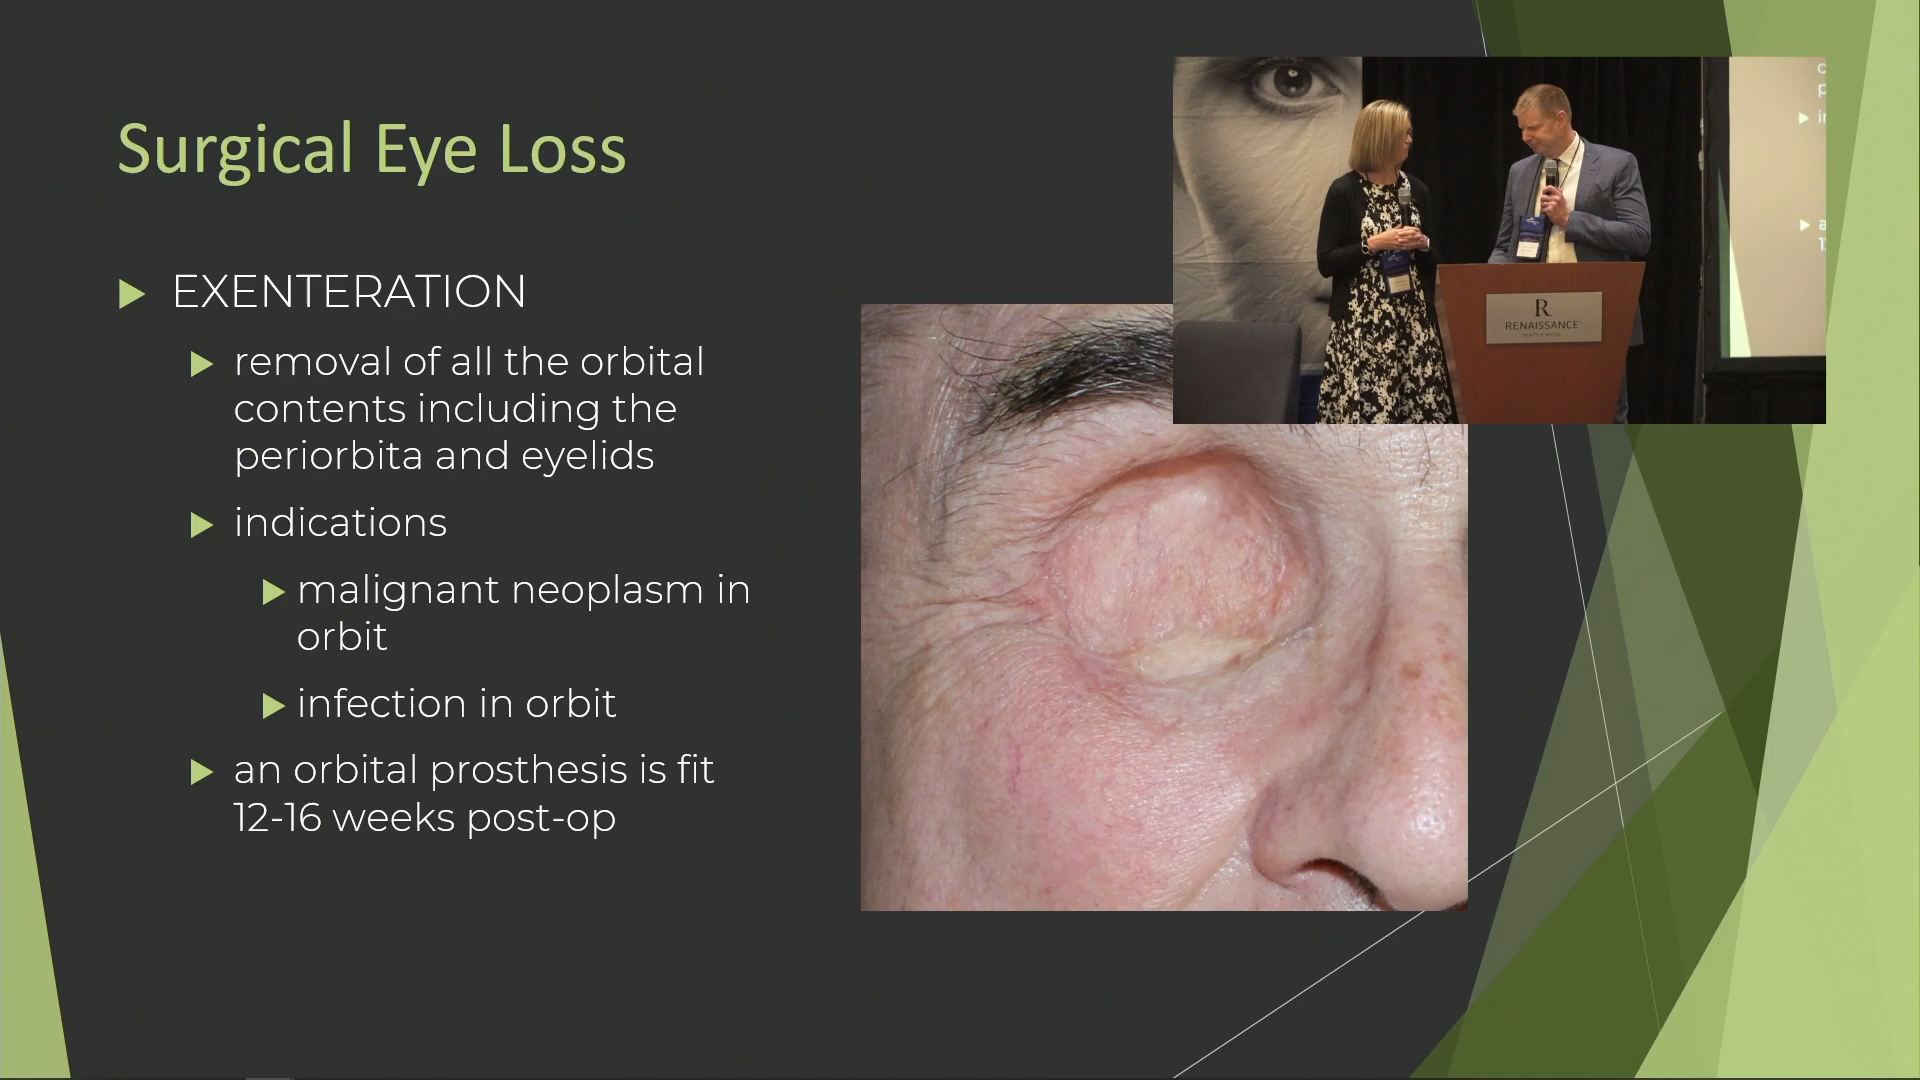 Surgical Eye Loss
EXENTERATION
removal of all the orbital
contents including the
periorbita and eyelids
indications
malignant neoplasm in
orbit
infection in orbit
an orbital prosthesis is fit
12-16 weeks post-op
R
RENAISSANCE